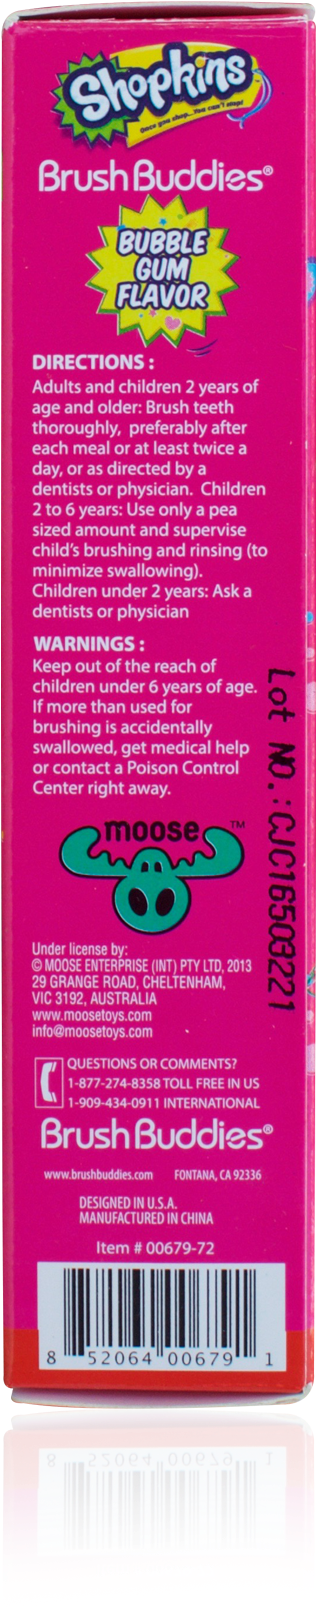 Shopkins
Once you shop... You can't stop!
BrushBuddies®
BUBBLE
GUM
FLAVOR
DIRECTIONS :
Adults and children 2 years of
age and older: Brush teeth
thoroughly, preferably after
each meal or at least twice a
day, or as directed by a
dentists or physician. Children
2 to 6 years: Use only a pea
sized amount and supervise
child's brushing and rinsing (to
minimize swallowing).
Children under 2 years: Ask a
dentists or physician
WARNINGS :
Keep out of the reach of
children under 6 years of age.
If more than used for
brushing is accidentally
swallowed, get medical help
or contact a Poison Control
Center right away.
Lot NO.:CJC16503221
moose™
Under license by:
© MOOSE ENTERPRISE (INT) PTY LTD, 2013
29 GRANGE ROAD, CHELTENHAM,
VIC 3192, AUSTRALIA
www.moosetoys.com
info@moosetoys.com
QUESTIONS OR COMMENTS?
1-877-274-8358 TOLL FREE IN US
1-909-434-0911 INTERNATIONAL
BrushBuddies®
www.brushbuddies.com FONTANA, CA 92336
DESIGNED IN U.S.A.
MANUFACTURED IN CHINA
Item # 00679-72
8 52064 00679 1